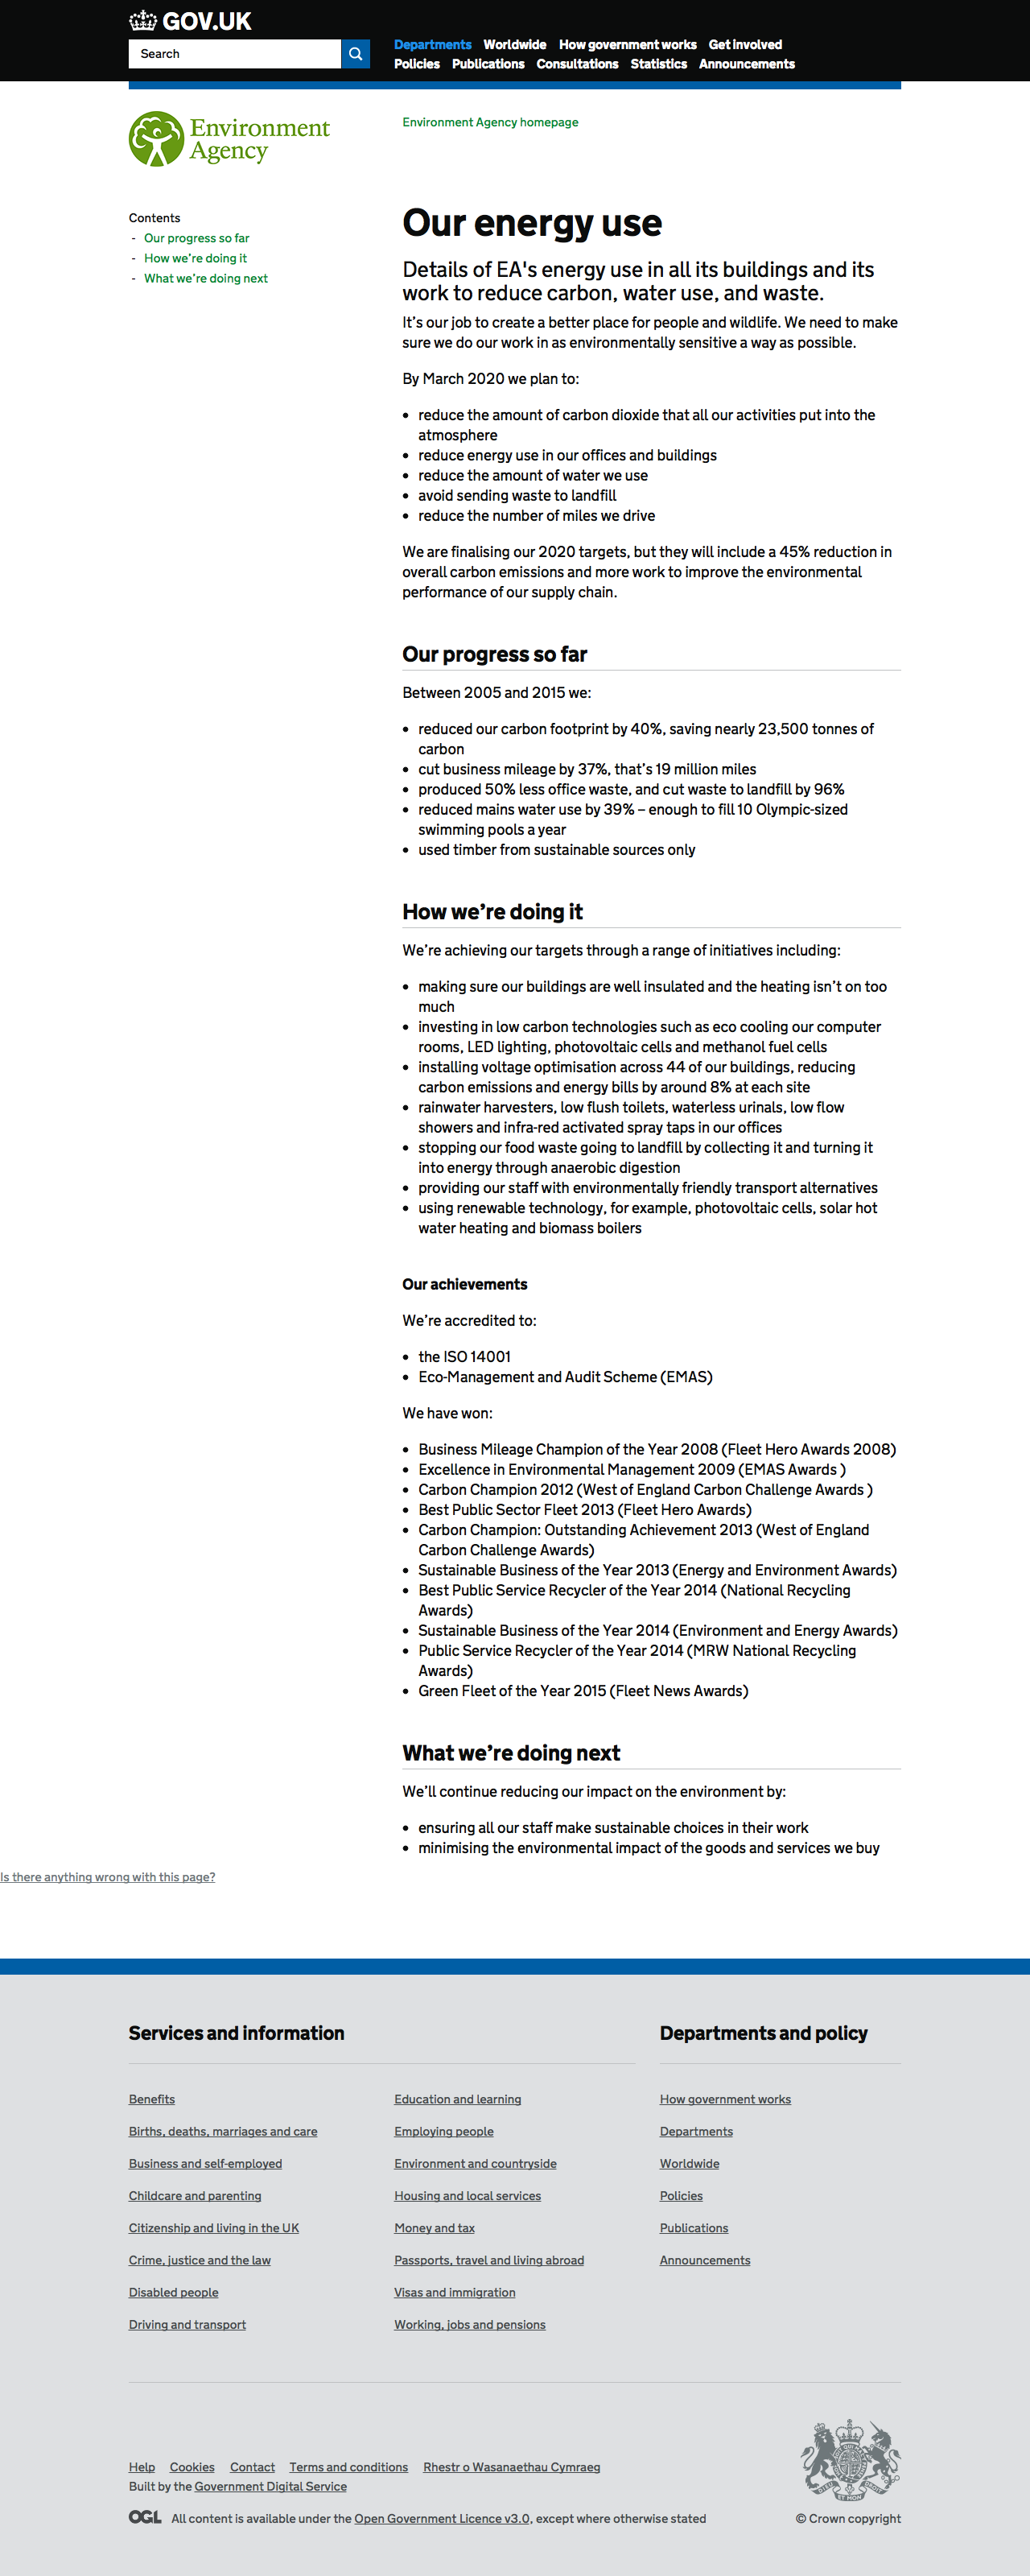 GOV.UK
Search
Departments Worldwide How government works Get involved
Policies Publications Consultations Statistics Announcements
Environment
Agency
Environment Agency homepage
Contents
- Our progress so far
- How we’re doing it
- What we’re doing next
Our energy use
Details of EA's energy use in all its buildings and its
work to reduce carbon, water use, and waste.
It’s our job to create a better place for people and wildlife. We need to make
sure we do our work in as environmentally sensitive a way as possible.
By March 2020 we plan to:
• reduce the amount of carbon dioxide that all our activities put into the
atmosphere
• reduce energy use in our offices and buildings
• reduce the amount of water we use
• avoid sending waste to landfill
• reduce the number of miles we drive
We are finalising our 2020 targets, but they will include a 45% reduction in
overall carbon emissions and more work to improve the environmental
performance of our supply chain.
Our progress so far
Between 2005 and 2015 we:
• reduced our carbon footprint by 40%, saving nearly 23,500 tonnes of
carbon
• cut business mileage by 37%, that’s 19 million miles
• produced 50% less office waste, and cut waste to landfill by 96%
• reduced mains water use by 39% – enough to fill 10 Olympic-sized
swimming pools a year
• used timber from sustainable sources only
How we’re doing it
We’re achieving our targets through a range of initiatives including:
• making sure our buildings are well insulated and the heating isn’t on too
much
• investing in low carbon technologies such as eco cooling our computer
rooms, LED lighting, photovoltaic cells and methanol fuel cells
• installing voltage optimisation across 44 of our buildings, reducing
carbon emissions and energy bills by around 8% at each site
• rainwater harvesters, low flush toilets, waterless urinals, low flow
showers and infra-red activated spray taps in our offices
• stopping our food waste going to landfill by collecting it and turning it
into energy through anaerobic digestion
• providing our staff with environmentally friendly transport alternatives
• using renewable technology, for example, photovoltaic cells, solar hot
water heating and biomass boilers
Our achievements
We’re accredited to:
• the ISO 14001
• Eco-Management and Audit Scheme (EMAS)
We have won:
• Business Mileage Champion of the Year 2008 (Fleet Hero Awards 2008)
• Excellence in Environmental Management 2009 (EMAS Awards )
• Carbon Champion 2012 (West of England Carbon Challenge Awards )
• Best Public Sector Fleet 2013 (Fleet Hero Awards)
• Carbon Champion: Outstanding Achievement 2013 (West of England
Carbon Challenge Awards)
• Sustainable Business of the Year 2013 (Energy and Environment Awards)
• Best Public Service Recycler of the Year 2014 (National Recycling
Awards)
• Sustainable Business of the Year 2014 (Environment and Energy Awards)
• Public Service Recycler of the Year 2014 (MRW National Recycling
Awards)
• Green Fleet of the Year 2015 (Fleet News Awards)
What we’re doing next
We’ll continue reducing our impact on the environment by:
• ensuring all our staff make sustainable choices in their work
• minimising the environmental impact of the goods and services we buy
Is there anything wrong with this page?
Services and information
Benefits
Births, deaths, marriages and care
Business and self-employed
Childcare and parenting
Citizenship and living in the UK
Crime, justice and the law
Disabled people
Driving and transport
Education and learning
Employing people
Environment and countryside
Housing and local services
Money and tax
Passports, travel and living abroad
Visas and immigration
Working, jobs and pensions
Departments and policy
How government works
Departments
Worldwide
Policies
Publications
Announcements
Help Cookies Contact Terms and conditions Rhestr o Wasanaethau Cymraeg
Built by the Government Digital Service
OGL All content is available under the Open Government Licence v3.0, except where otherwise stated
© Crown copyright